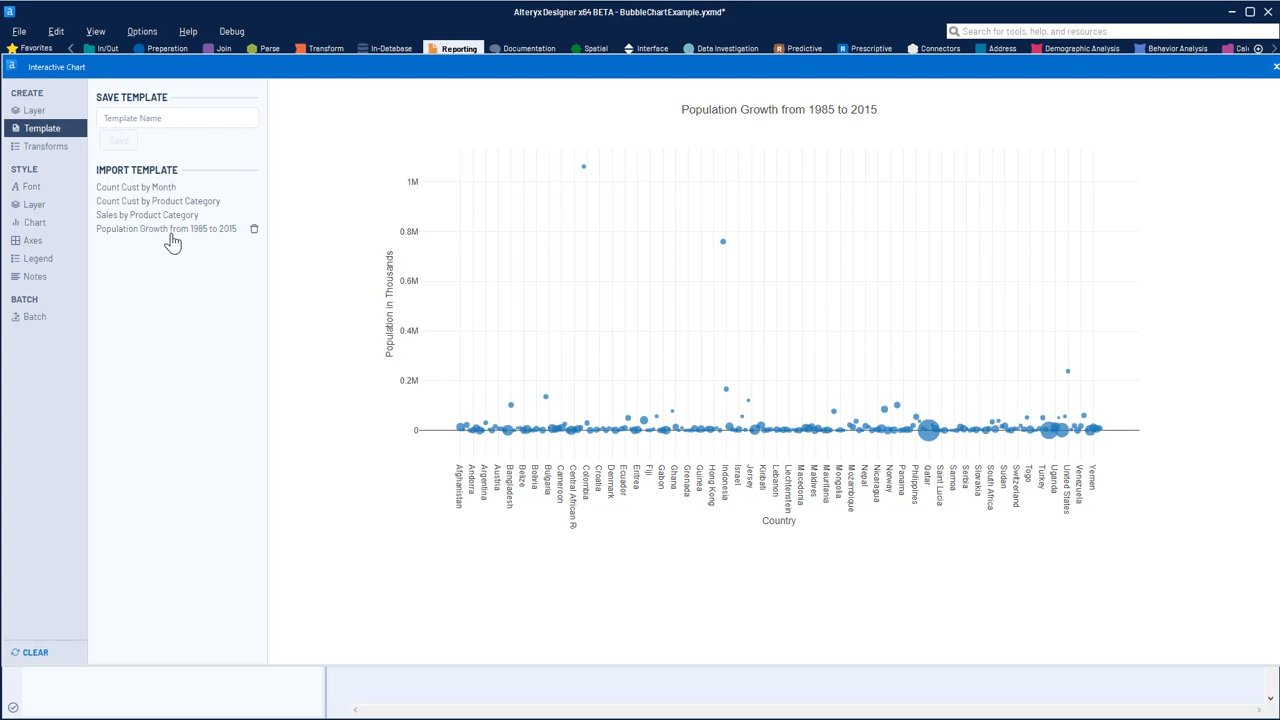 Alteryx Designer x64 BETA - BubbleChartExample.yxmd*
File Edit View Options Help Debug
Search for tools, help, and resources
Favorites In/Out Preparation Join Parse Transform In-Database Reporting Documentation Spatial Interface Data Investigation Predictive Prescriptive Connectors Address Demographic Analysis Behavior Analysis
Interactive Chart
CREATE
Layer
Template
Transforms
STYLE
Font
Layer
Chart
Axes
Legend
Notes
BATCH
Batch
CLEAR
SAVE TEMPLATE
Template Name
Save
IMPORT TEMPLATE
Count Cust by Month
Count Cust by Product Category
Sales by Product Category
Population Growth from 1985 to 2015
Population Growth from 1985 to 2015
Population in Thousands
1M
0.8M
0.6M
0.4M
0.2M
0
Afghanistan
Andorra
Argentina
Austria
Bangladesh
Belize
Bolivia
Bulgaria
Cameroon
Central African R
Colombia
Croatia
Denmark
Ecuador
Eritrea
Fiji
Gabon
Ghana
Grenada
Guinea
Hong Kong
Indonesia
Israel
Jersey
Kiribati
Lebanon
Liechtenstein
Macedonia
Maldives
Mauritania
Mongolia
Mozambique
Nepal
Nicaragua
Norway
Panama
Philippines
Qatar
Saint Lucia
Samoa
Serbia
Slovakia
South Africa
Sudan
Switzerland
Togo
Turkey
Uganda
United States
Venezuela
Yemen
Country